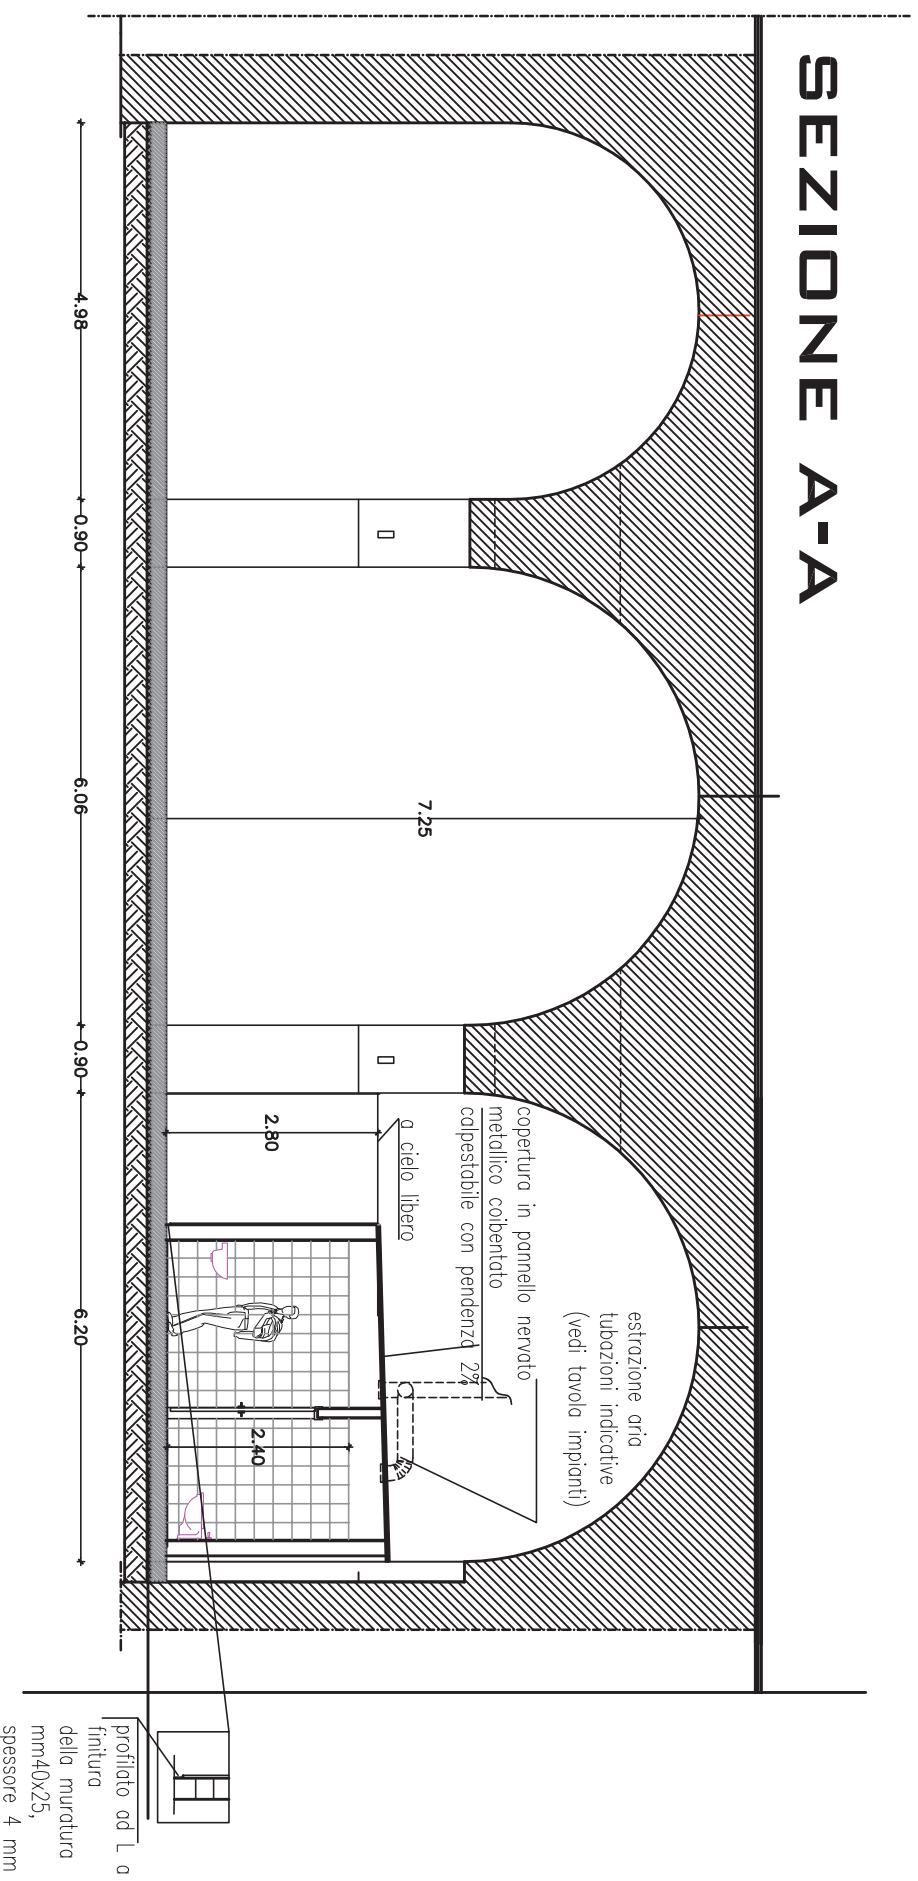 SEZIONE A-A
estrazione aria
tubazioni indicative
(vedi tavola impianti)
copertura in pannello nervato
metallico coibentato
calpestabile con pendenza 2%
a cielo libero
7.25
2.80
2.40
4.98
0.90
6.06
0.90
6.20
profilato ad L a
finitura
della muratura
mm40x25,
spessore 4 mm